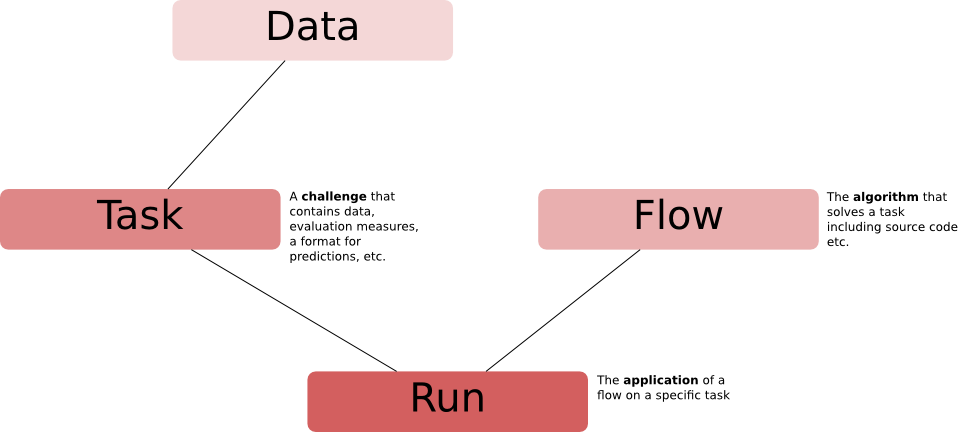 Data
Task
A challenge that
contains data,
evaluation measures,
a format for
predictions, etc.
Flow
The algorithm that
solves a task
including source code
etc.
Run
The application of a
flow on a specific task